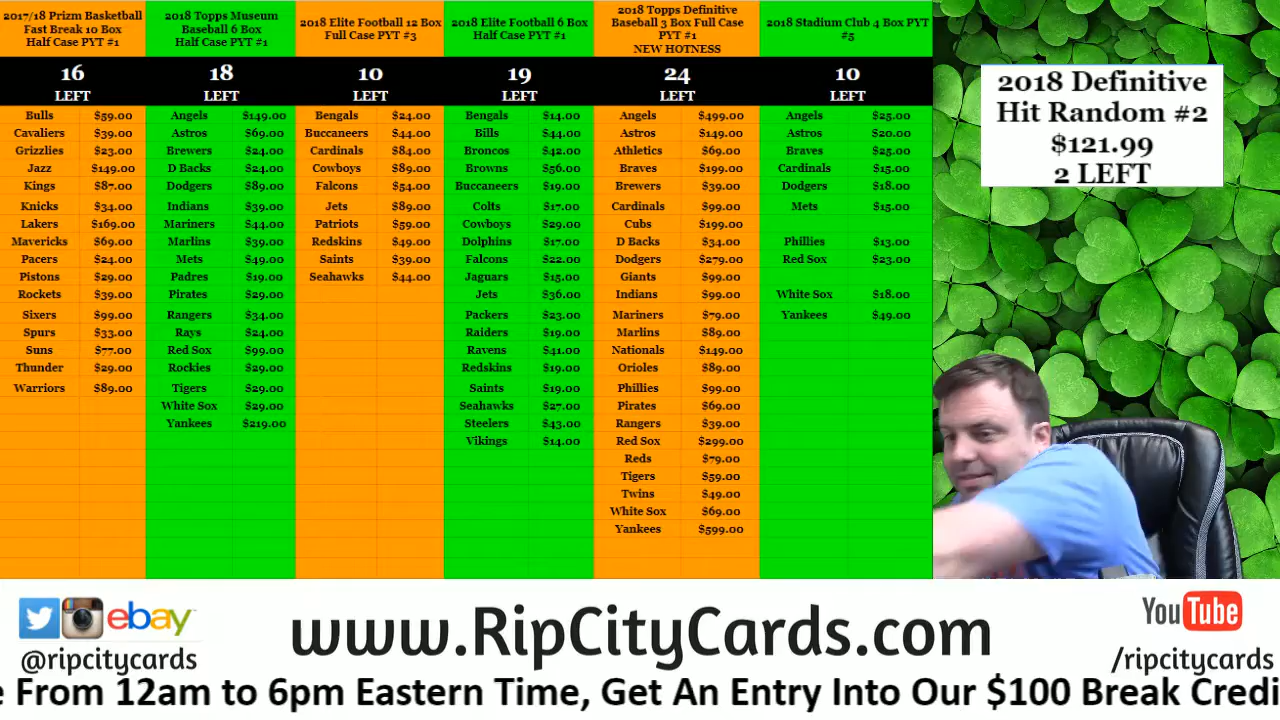 2017/18 Prizm Basketball
Fast Break 10 Box
Half Case PYT #1
16
LEFT
Bulls $59.00
Cavaliers $39.00
Grizzlies $23.00
Jazz $149.00
Kings $87.00
Knicks $34.00
Lakers $169.00
Mavericks $69.00
Pacers $24.00
Pistons $29.00
Rockets $39.00
Sixers $99.00
Spurs $33.00
Suns $77.00
Thunder $29.00
Warriors $89.00
2018 Topps Museum
Baseball 6 Box
Half Case PYT #1
18
LEFT
Angels $149.00
Astros $69.00
Brewers $24.00
D Backs $24.00
Dodgers $89.00
Indians $39.00
Mariners $44.00
Marlins $39.00
Mets $49.00
Padres $19.00
Pirates $29.00
Rangers $34.00
Rays $24.00
Red Sox $99.00
Rockies $29.00
Tigers $29.00
White Sox $29.00
Yankees $219.00
2018 Elite Football 12 Box
Full Case PYT #3
10
LEFT
Bengals $24.00
Buccaneers $44.00
Cardinals $84.00
Cowboys $89.00
Falcons $54.00
Jets $89.00
Patriots $59.00
Redskins $49.00
Saints $39.00
Seahawks $44.00
2018 Elite Football 6 Box
Half Case PYT #1
19
LEFT
Bengals $14.00
Bills $44.00
Broncos $42.00
Browns $56.00
Buccaneers $19.00
Colts $17.00
Cowboys $29.00
Dolphins $17.00
Falcons $22.00
Jaguars $15.00
Jets $36.00
Packers $23.00
Raiders $19.00
Ravens $41.00
Redskins $19.00
Saints $19.00
Seahawks $27.00
Steelers $43.00
Vikings $14.00
2018 Topps Definitive
Baseball 3 Box Full Case
PYT #1
NEW HOTNESS
24
LEFT
Angels $499.00
Astros $149.00
Athletics $69.00
Braves $199.00
Brewers $39.00
Cardinals $99.00
Cubs $199.00
D Backs $34.00
Dodgers $279.00
Giants $99.00
Indians $99.00
Mariners $79.00
Marlins $89.00
Nationals $149.00
Orioles $89.00
Phillies $99.00
Pirates $69.00
Rangers $39.00
Red Sox $299.00
Reds $79.00
Tigers $59.00
Twins $49.00
White Sox $69.00
Yankees $599.00
2018 Stadium Club 4 Box PYT
#5
10
LEFT
Angels $25.00
Astros $20.00
Braves $25.00
Cardinals $15.00
Dodgers $18.00
Mets $15.00
Phillies $13.00
Red Sox $23.00
White Sox $18.00
Yankees $49.00
2018 Definitive
Hit Random #2
$121.99
2 LEFT
ebay
@ripcitycards
www.RipCityCards.com
YouTube
/ripcitycards
e From 12am to 6pm Eastern Time, Get An Entry Into Our $100 Break Credi